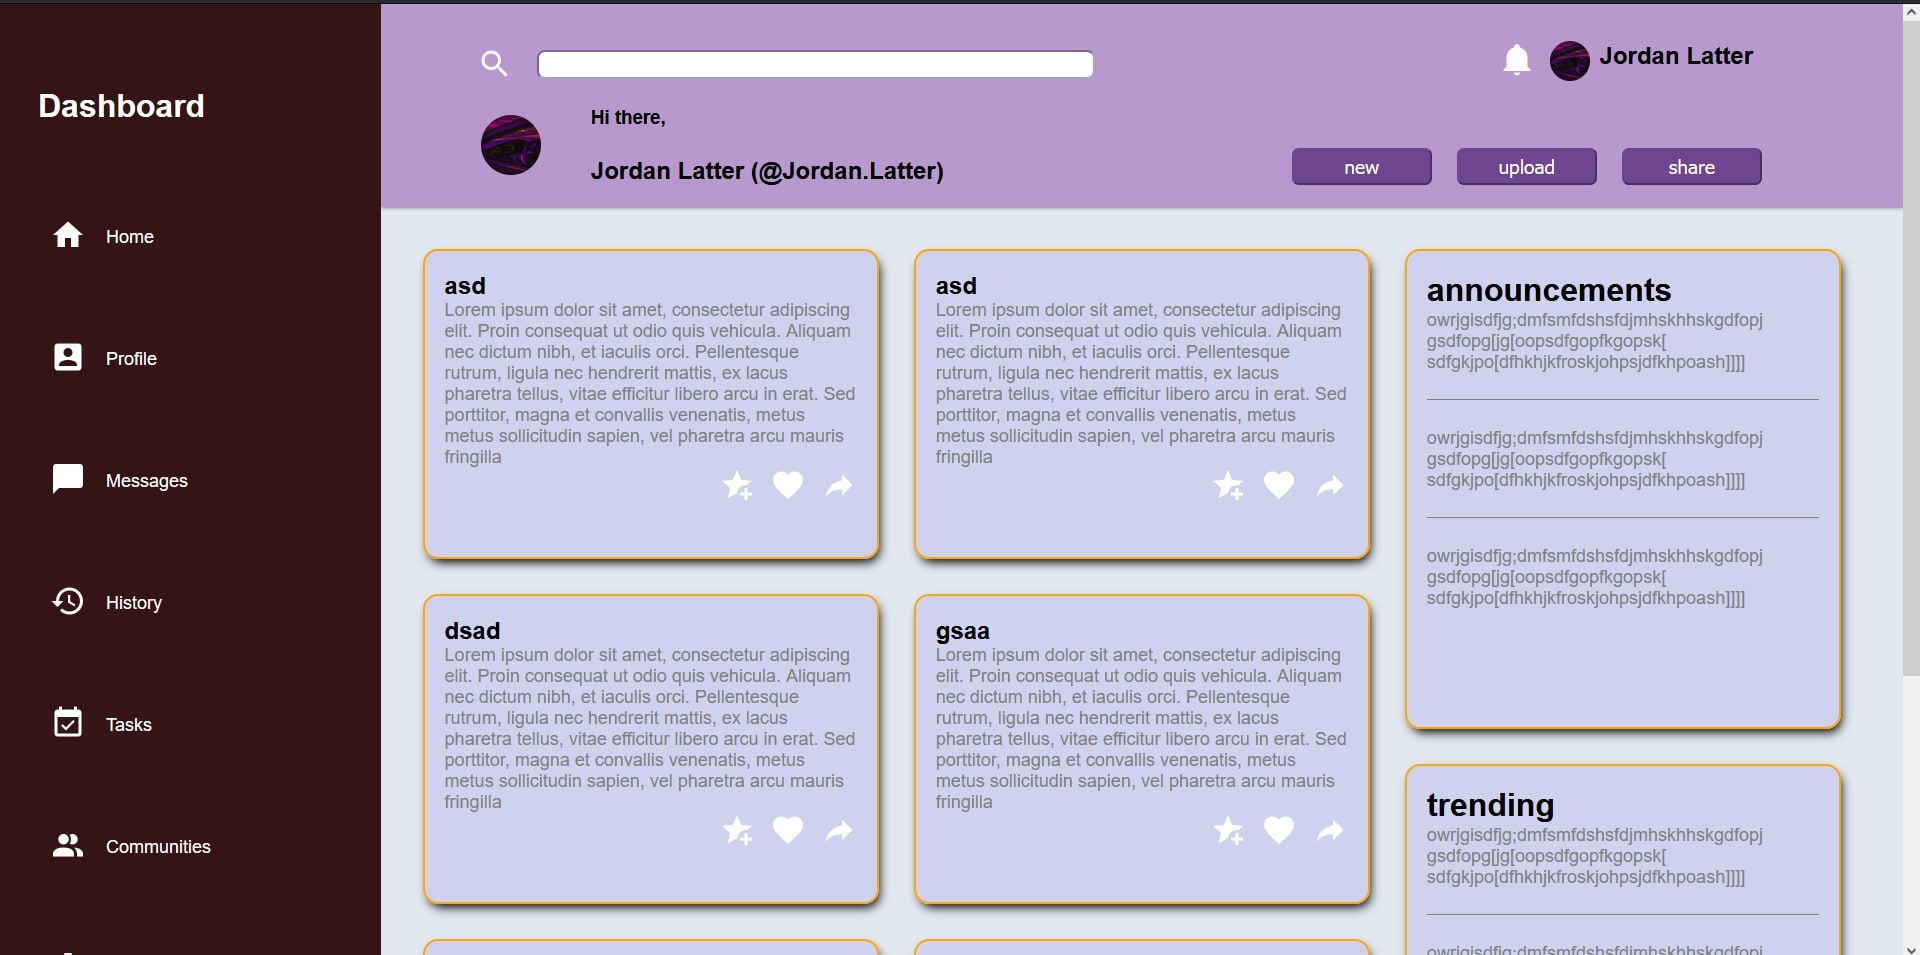 Dashboard
Home
Profile
Messages
History
Tasks
Communities
Jordan Latter
Hi there,
Jordan Latter (@Jordan.Latter)
new
upload
share
asd
Lorem ipsum dolor sit amet, consectetur adipiscing
elit. Proin consequat ut odio quis vehicula. Aliquam
nec dictum nibh, et iaculis orci. Pellentesque
rutrum, ligula nec hendrerit mattis, ex lacus
pharetra tellus, vitae efficitur libero arcu in erat. Sed
porttitor, magna et convallis venenatis, metus
metus sollicitudin sapien, vel pharetra arcu mauris
fringilla
asd
Lorem ipsum dolor sit amet, consectetur adipiscing
elit. Proin consequat ut odio quis vehicula. Aliquam
nec dictum nibh, et iaculis orci. Pellentesque
rutrum, ligula nec hendrerit mattis, ex lacus
pharetra tellus, vitae efficitur libero arcu in erat. Sed
porttitor, magna et convallis venenatis, metus
metus sollicitudin sapien, vel pharetra arcu mauris
fringilla
dsad
Lorem ipsum dolor sit amet, consectetur adipiscing
elit. Proin consequat ut odio quis vehicula. Aliquam
nec dictum nibh, et iaculis orci. Pellentesque
rutrum, ligula nec hendrerit mattis, ex lacus
pharetra tellus, vitae efficitur libero arcu in erat. Sed
porttitor, magna et convallis venenatis, metus
metus sollicitudin sapien, vel pharetra arcu mauris
fringilla
gsaa
Lorem ipsum dolor sit amet, consectetur adipiscing
elit. Proin consequat ut odio quis vehicula. Aliquam
nec dictum nibh, et iaculis orci. Pellentesque
rutrum, ligula nec hendrerit mattis, ex lacus
pharetra tellus, vitae efficitur libero arcu in erat. Sed
porttitor, magna et convallis venenatis, metus
metus sollicitudin sapien, vel pharetra arcu mauris
fringilla
announcements
owrjgisdfjg;dmfsmfdshsfdjmhskhhskgdfopj
gsdfopg[jg[oopsdfgopfkgopsk[
sdfgkjpo[dfhkhjkfroskjohpsjdfkhpoash]]]]
owrjgisdfjg;dmfsmfdshsfdjmhskhhskgdfopj
gsdfopg[jg[oopsdfgopfkgopsk[
sdfgkjpo[dfhkhjkfroskjohpsjdfkhpoash]]]]
owrjgisdfjg;dmfsmfdshsfdjmhskhhskgdfopj
gsdfopg[jg[oopsdfgopfkgopsk[
sdfgkjpo[dfhkhjkfroskjohpsjdfkhpoash]]]]
trending
owrjgisdfjg;dmfsmfdshsfdjmhskhhskgdfopj
gsdfopg[jg[oopsdfgopfkgopsk[
sdfgkjpo[dfhkhjkfroskjohpsjdfkhpoash]]]]
owrjgisdfjg;dmfsmfdshsfdjmhskhhskgdfopj